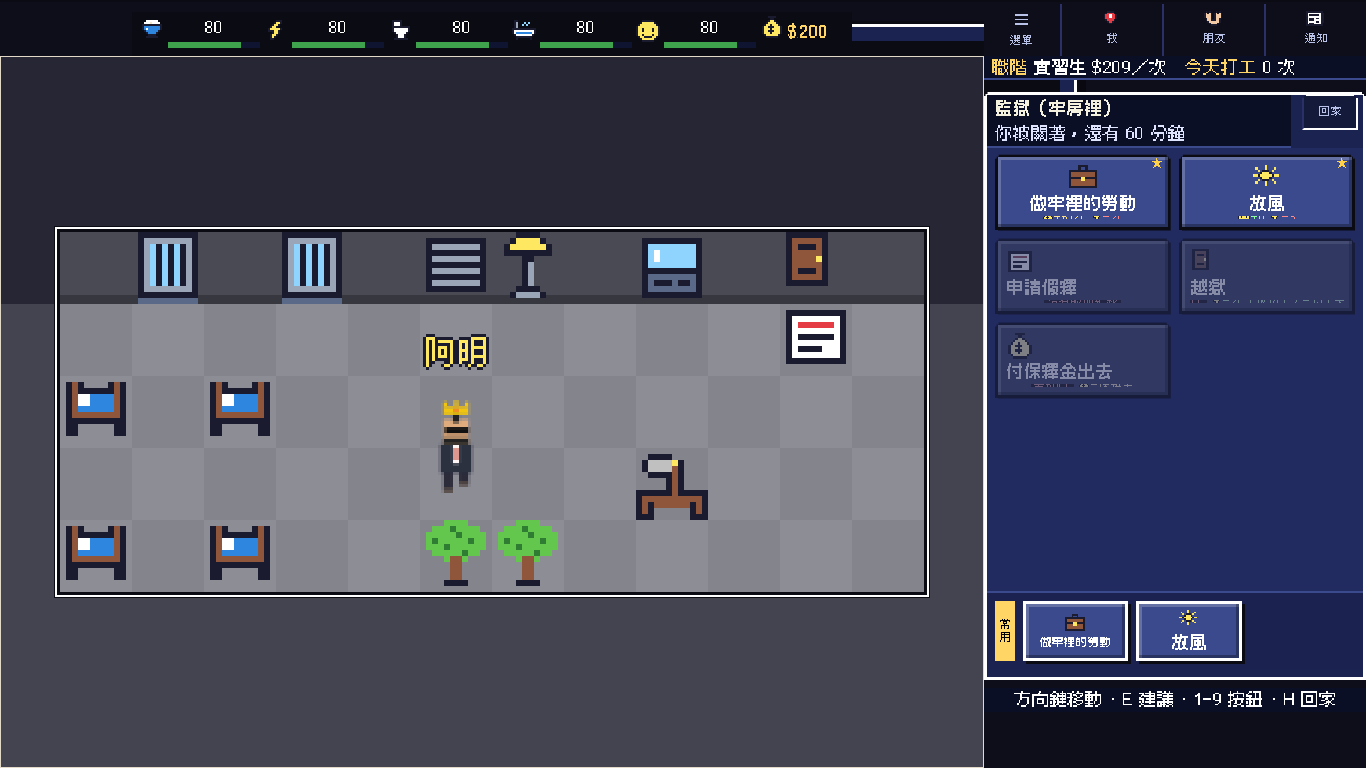 80
80
80
80
80
$200
選單
我
朋友
通知
職階 實習生 $209/次 今天打工 0 次
監獄（牢房裡）
回家
你被關著，還有 60 分鐘
做牢裡的勞動
放風
申請假釋
越獄
付保釋金出去
阿明
常用
做牢裡的勞動
放風
方向鍵移動 · E 建議 · 1-9 按鈕 · H 回家